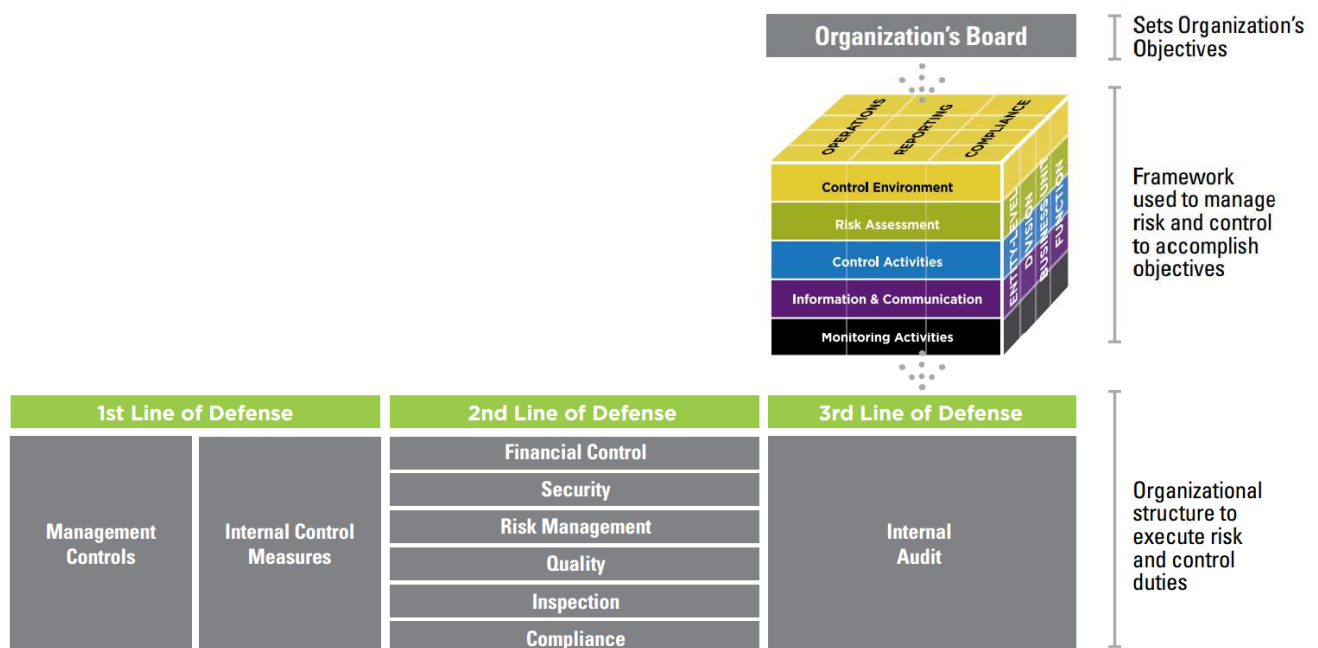 Organization's Board
Sets Organization's
Objectives
OPERATIONS
REPORTING
COMPLIANCE
Control Environment
Risk Assessment
Control Activities
Information & Communication
Monitoring Activities
ENTITY-LEVEL
DIVISION
BUSINESS UNIT
FUNCTION
Framework
used to manage
risk and control
to accomplish
objectives
1st Line of Defense
2nd Line of Defense
3rd Line of Defense
Management
Controls
Internal Control
Measures
Financial Control
Security
Risk Management
Quality
Inspection
Compliance
Internal
Audit
Organizational
structure to
execute risk
and control
duties